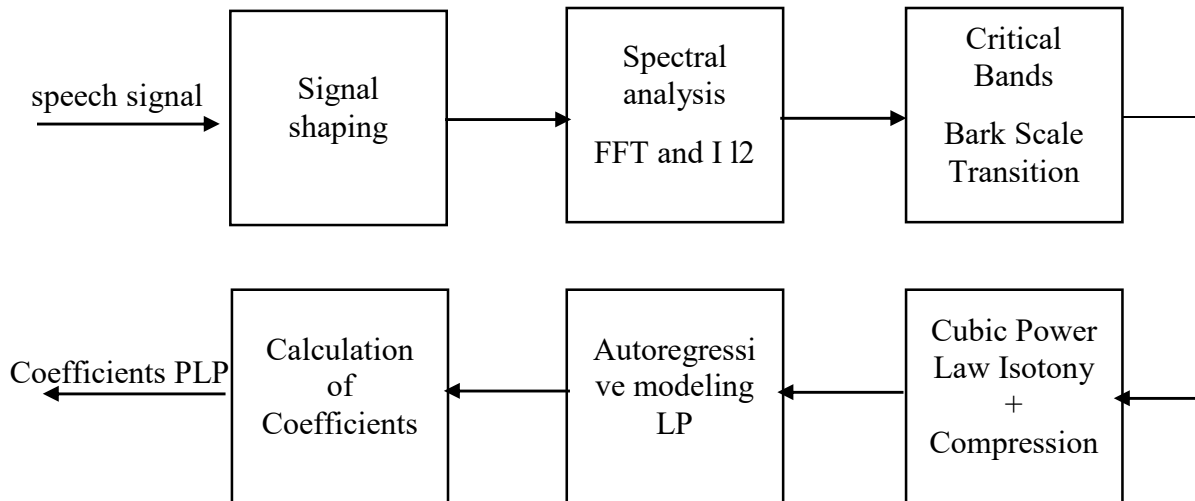 speech signal
Signal
shaping
Spectral
analysis
FFT and I l2
Critical
Bands
Bark Scale
Transition
Coefficients PLP
Calculation
of
Coefficients
Autoregressi
ve modeling
LP
Cubic Power
Law Isotony
+
Compression